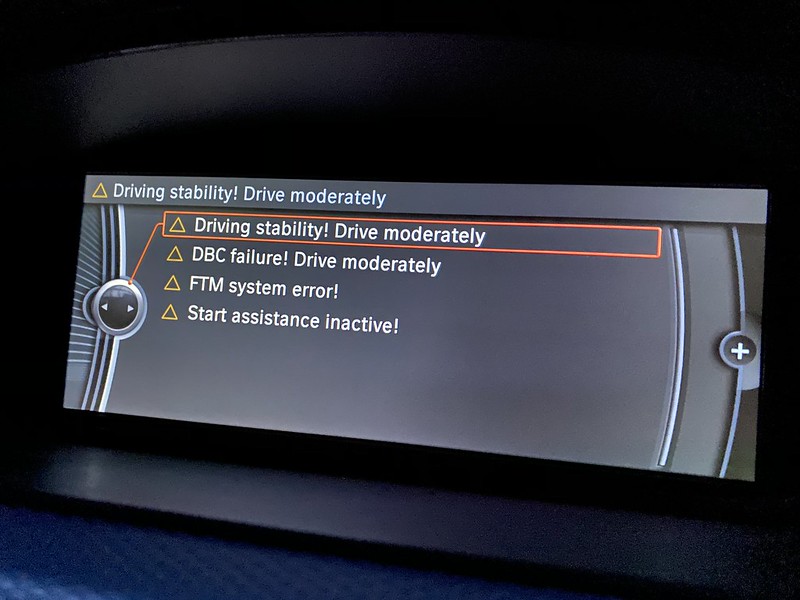 Driving stability! Drive moderately
Driving stability! Drive moderately
DBC failure! Drive moderately
FTM system error!
Start assistance inactive!